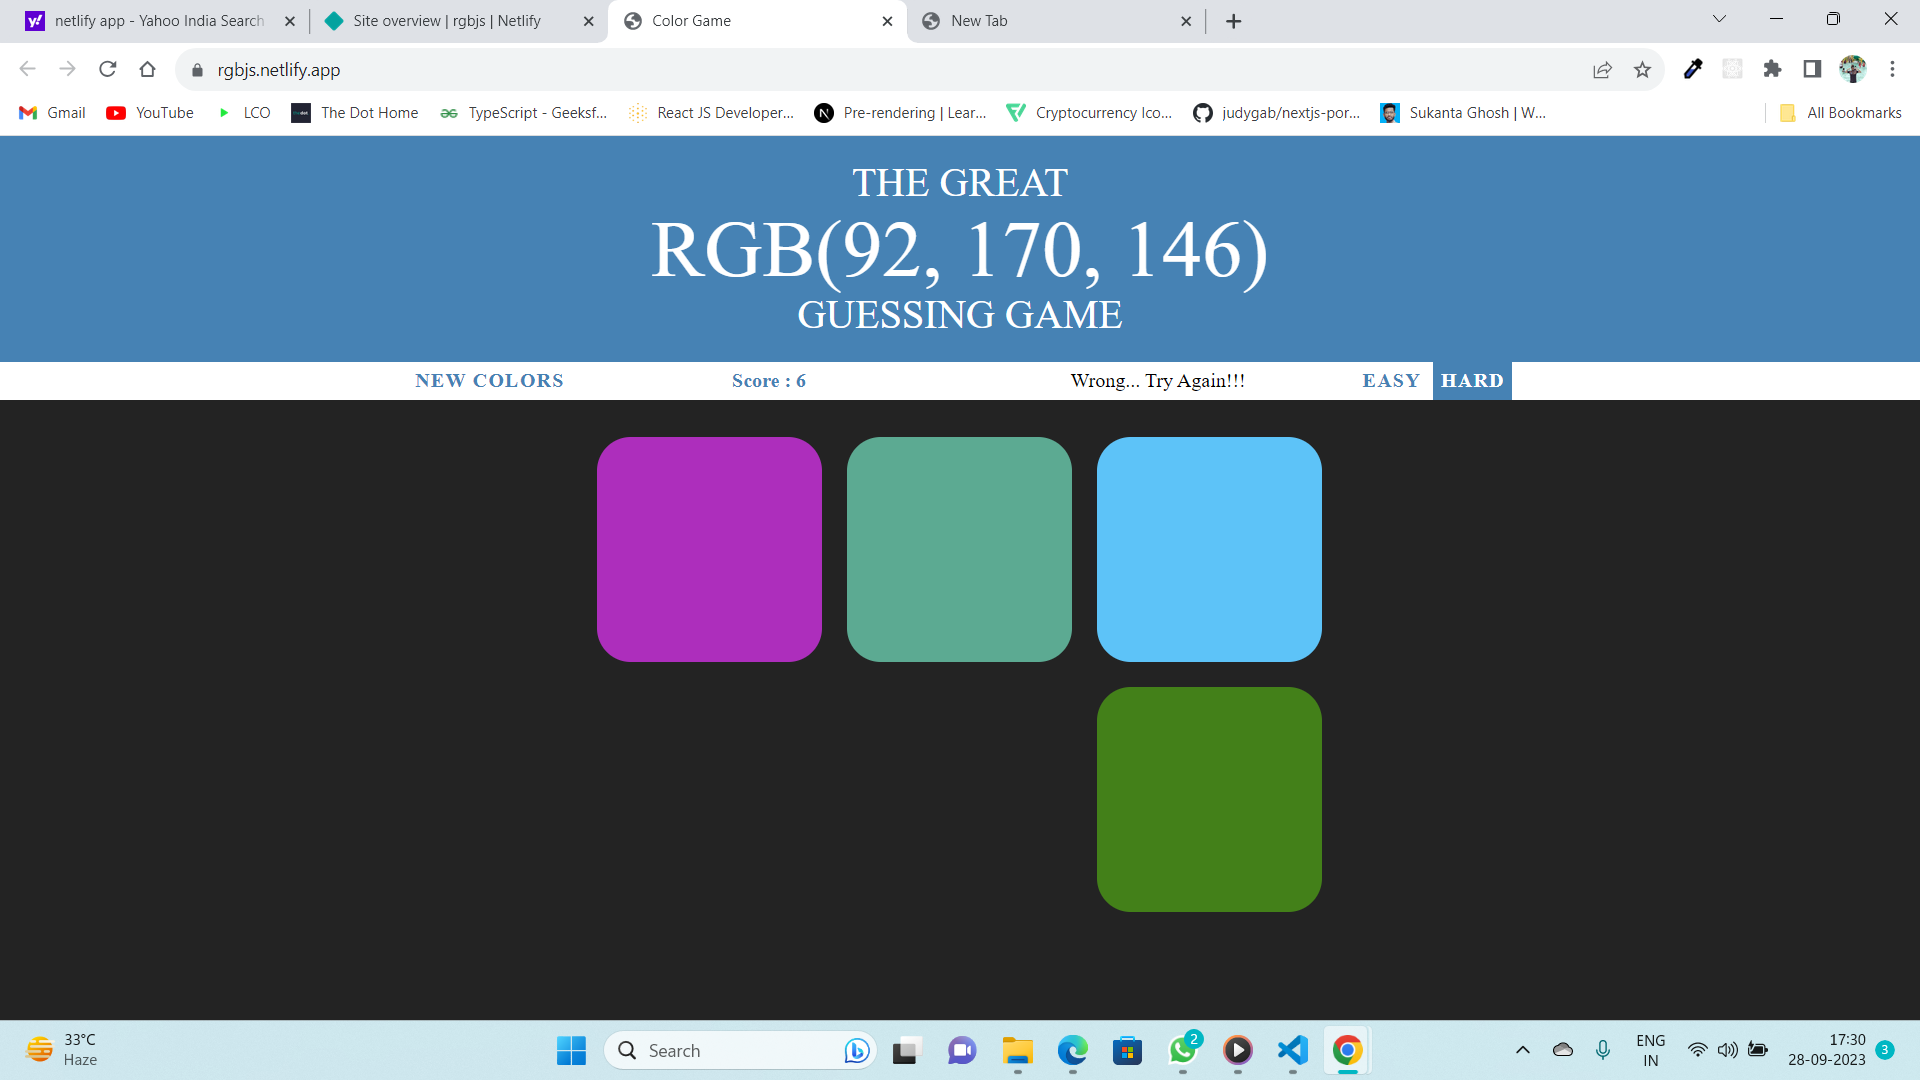 netlify app - Yahoo India Search
Site overview | rgbjs | Netlify
Color Game
New Tab
rgbjs.netlify.app
Gmail
YouTube
LCO
The Dot Home
TypeScript - Geeksf...
React JS Developer...
Pre-rendering | Lear...
Cryptocurrency Ico...
judygab/nextjs-por...
Sukanta Ghosh | W...
All Bookmarks
THE GREAT
RGB(92, 170, 146)
GUESSING GAME
NEW COLORS
Score : 6
Wrong... Try Again!!!
EASY
HARD
33°C
Haze
Search
2
ENG
IN
17:30
28-09-2023
3